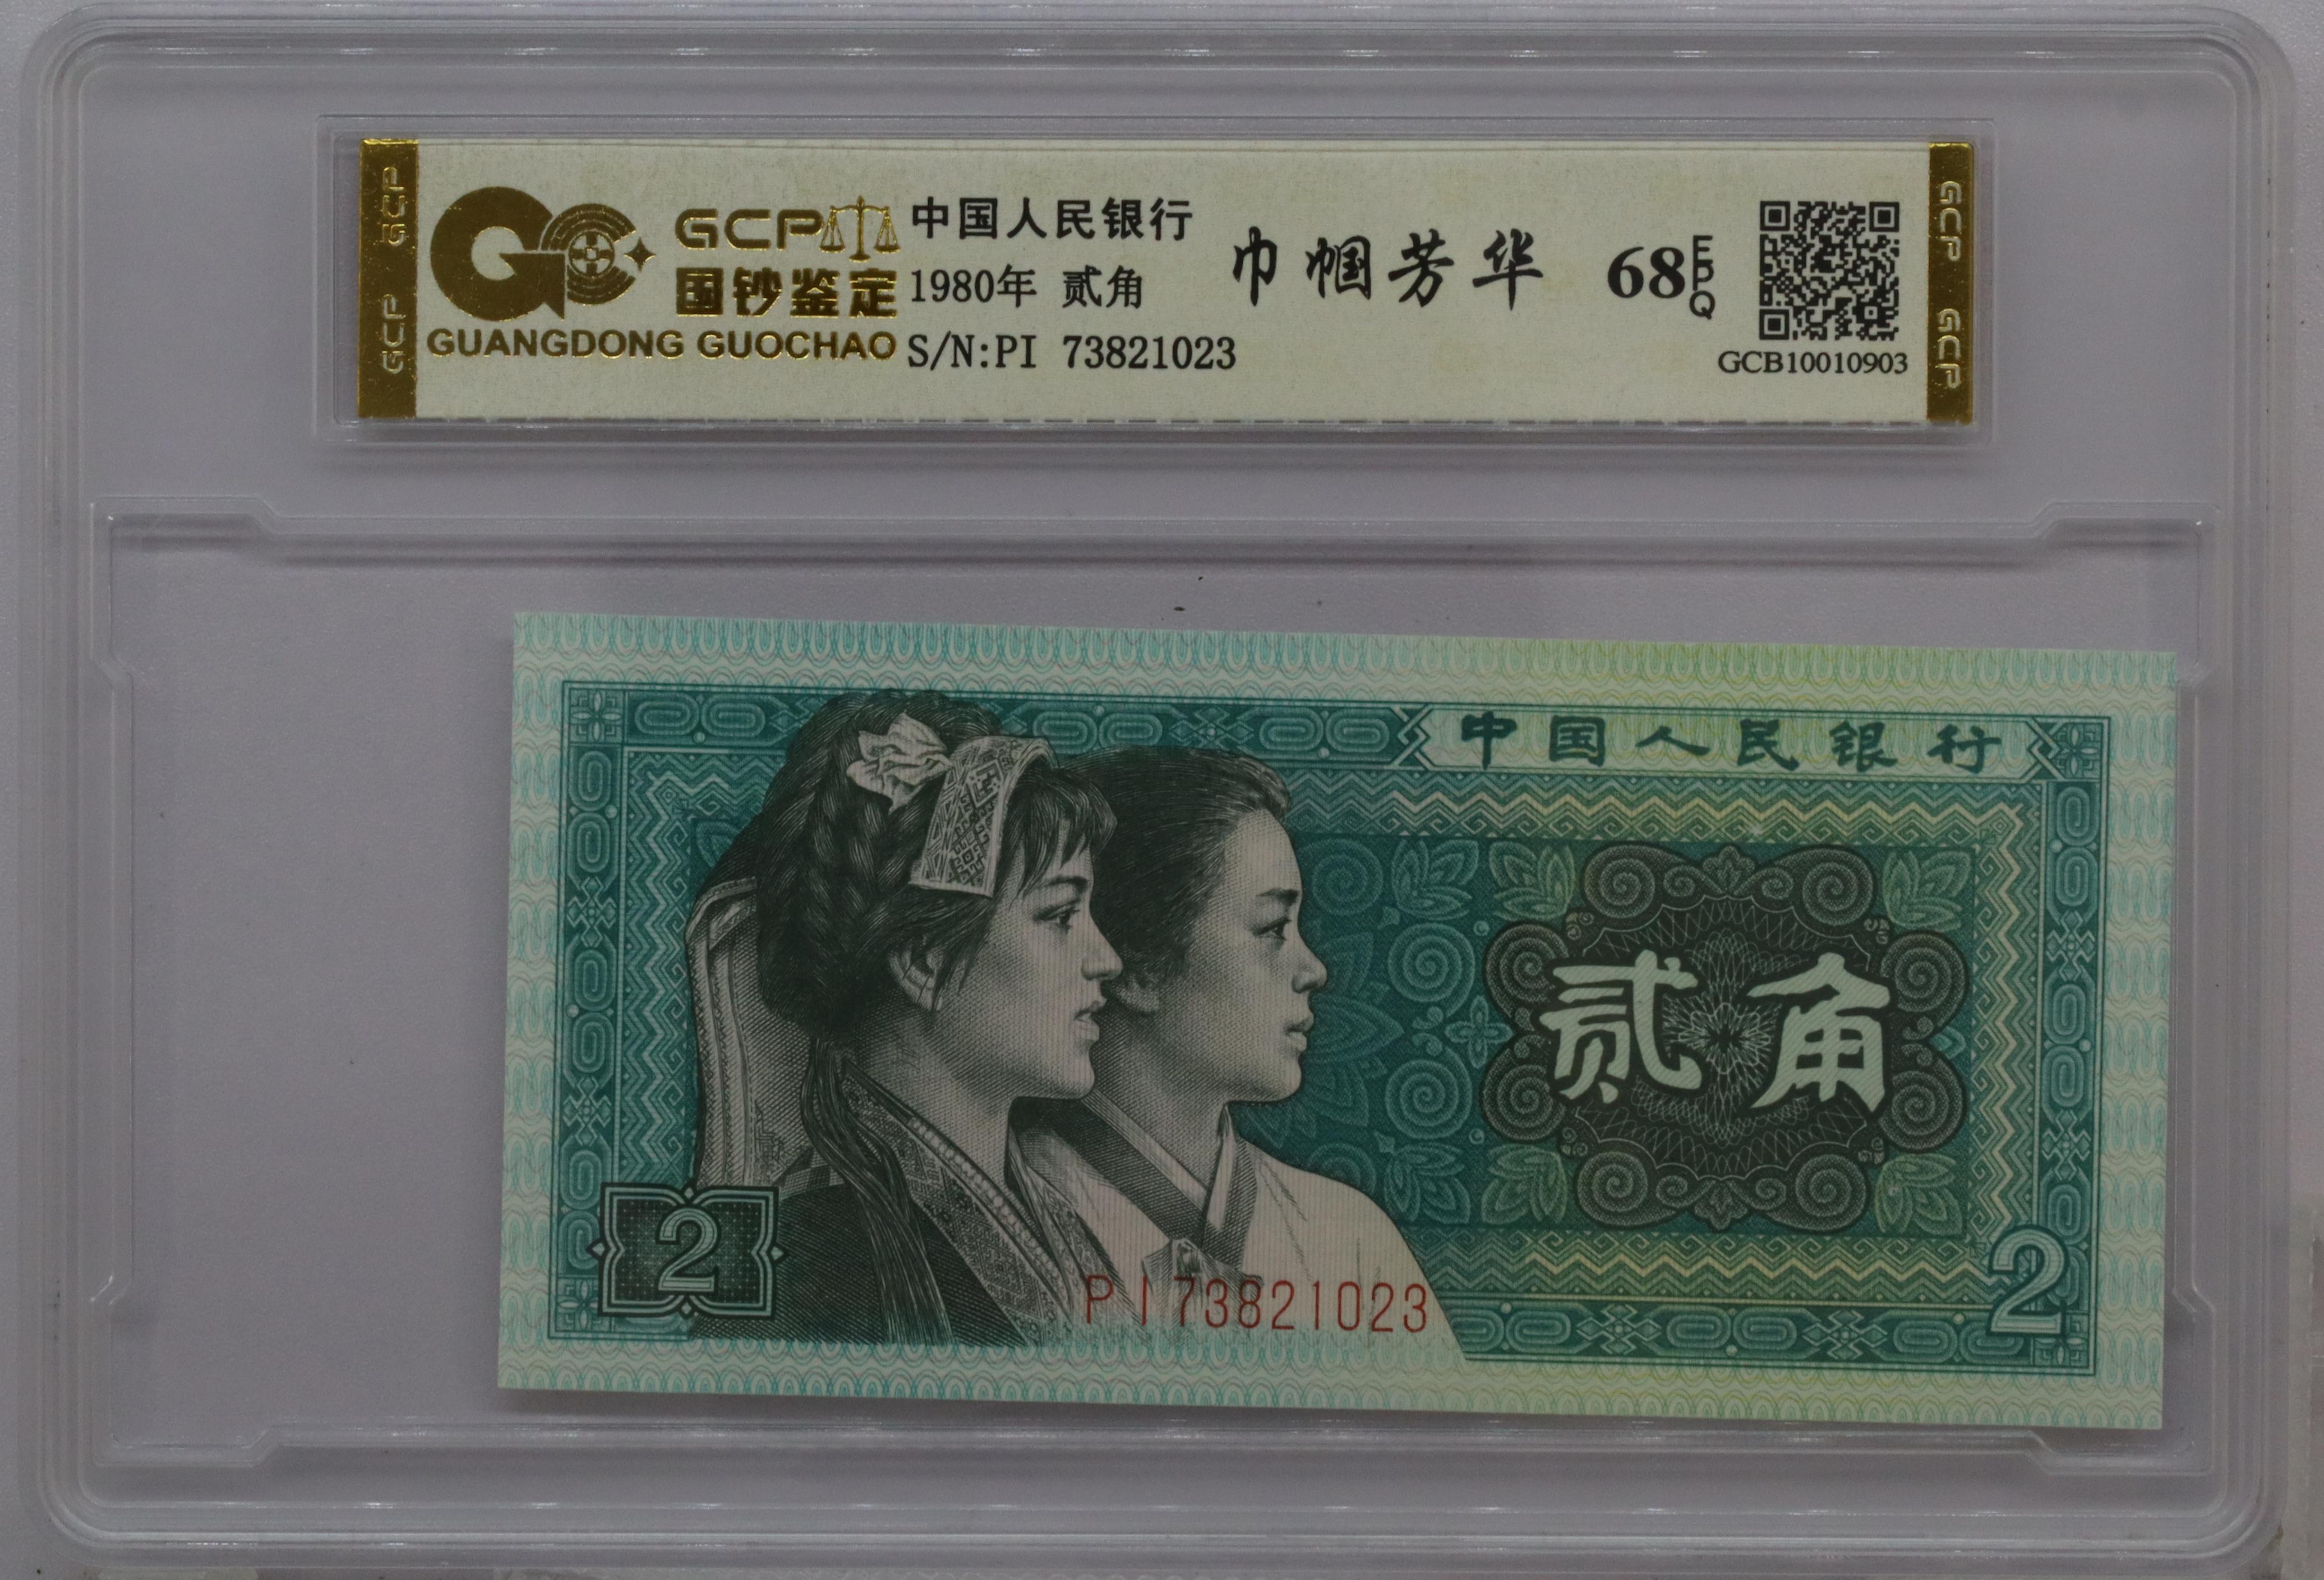 GCP GCP
GCP
国钞鉴定
GUANGDONG GUOCHAO
中国人民银行
1980年 贰角
S/N:PI 73821023
巾帼芳华
68 EPQ
GCB10010903
GCP GCP
中国人民银行
贰角
2
PI73821023
2